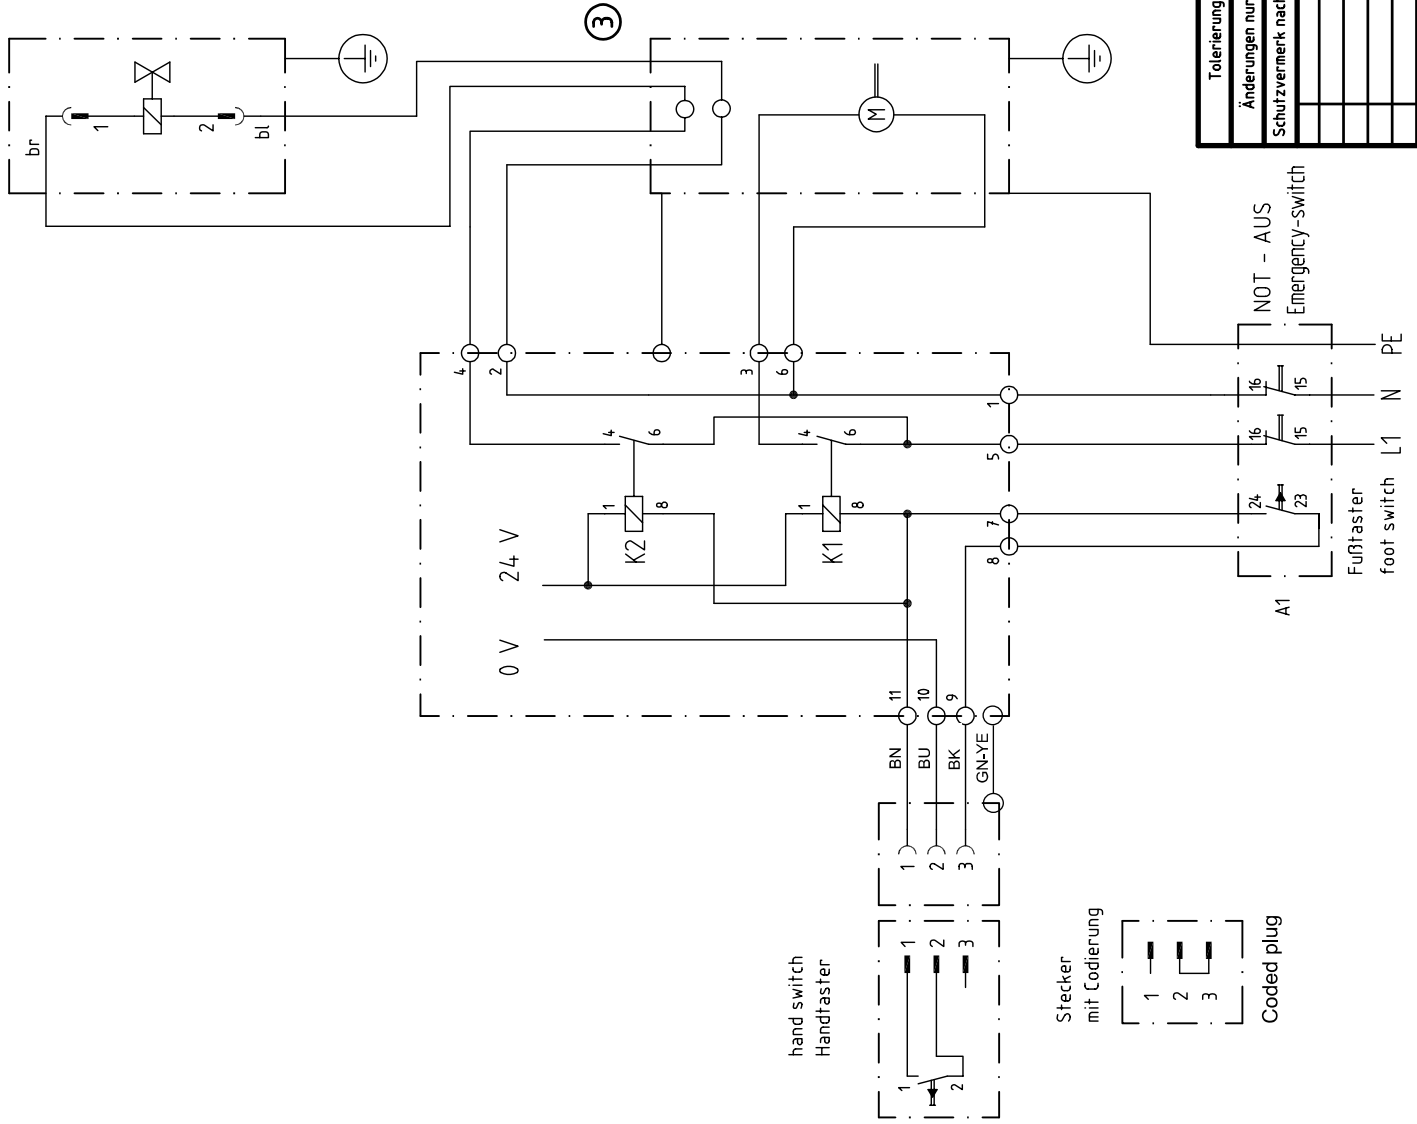 br
1
2
bl
3
M
Tolerierung
Änderungen nur
Schutzvermerk nach
4
2
3
6
4
6
4
6
1
5
7
8
1
8
K2
1
8
K1
24 V
0 V
NOT - AUS
Emergency-switch
16
15
16
15
24
23
PE
N
L1
Fußtaster
foot switch
A1
11
10
9
BN
BU
BK
GN-YE
1
2
3
1
2
3
1
2
hand switch
Handtaster
Stecker
mit Codierung
1
2
3
Coded plug